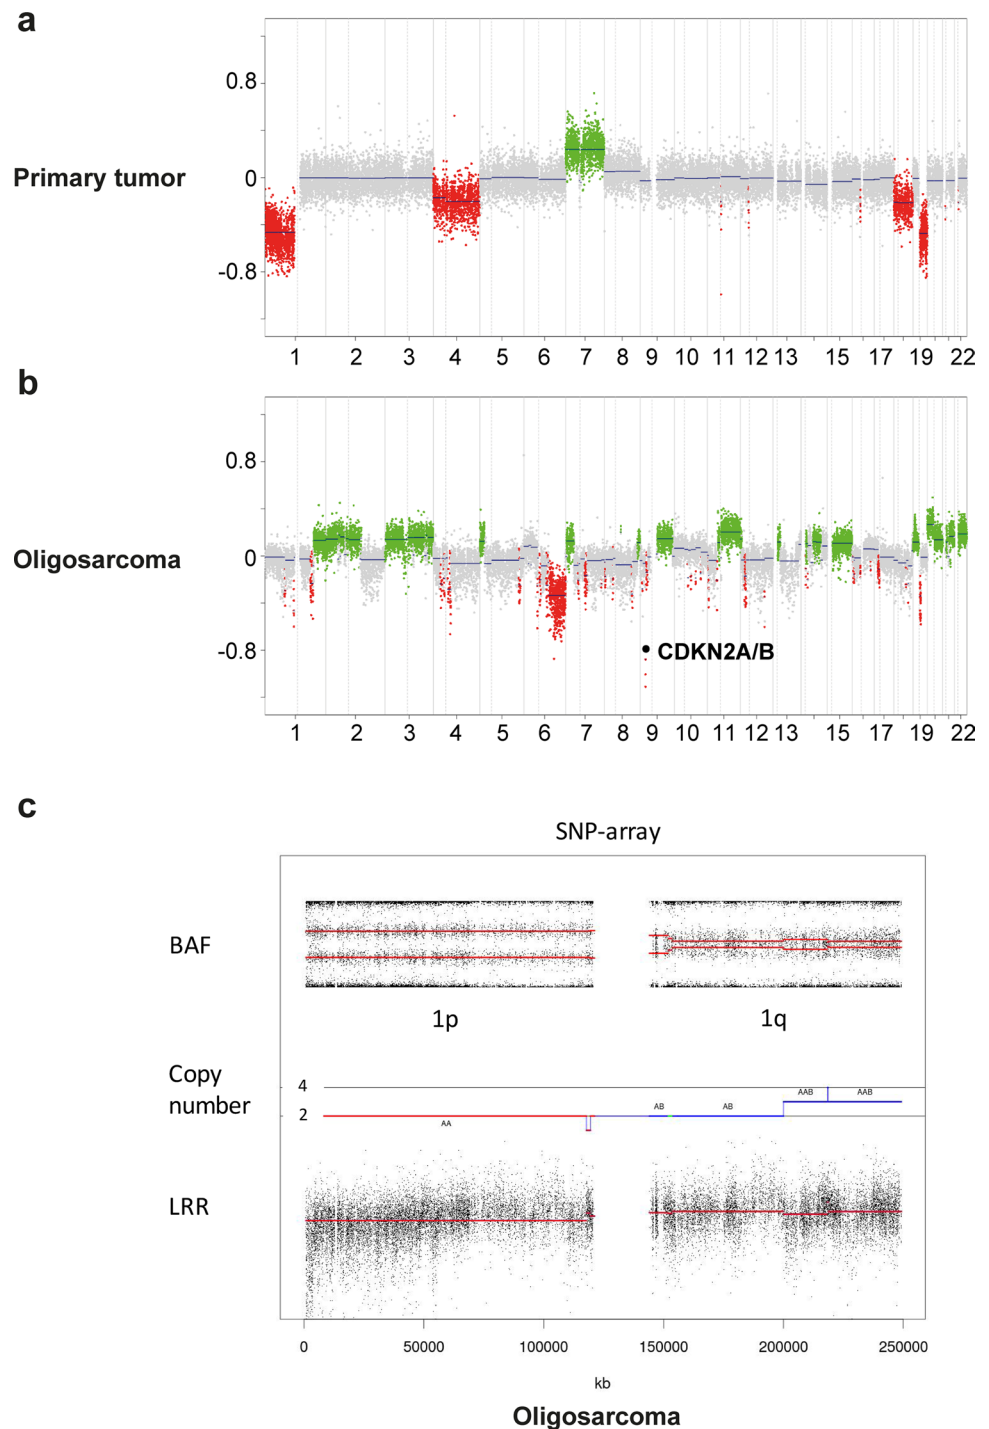 a
0.8
Primary tumor
0
-0.8
1 2 3 4 5 6 7 8 9 10 11 12 13 15 17 19 22
b
0.8
Oligosarcoma
0
-0.8
CDKN2A/B
1 2 3 4 5 6 7 8 9 10 11 12 13 15 17 19 22
c
SNP-array
BAF
1p 1q
Copy number
4
2
AA AB AB AAB AAB
LRR
0 50000 100000 150000 200000 250000
kb
Oligosarcoma